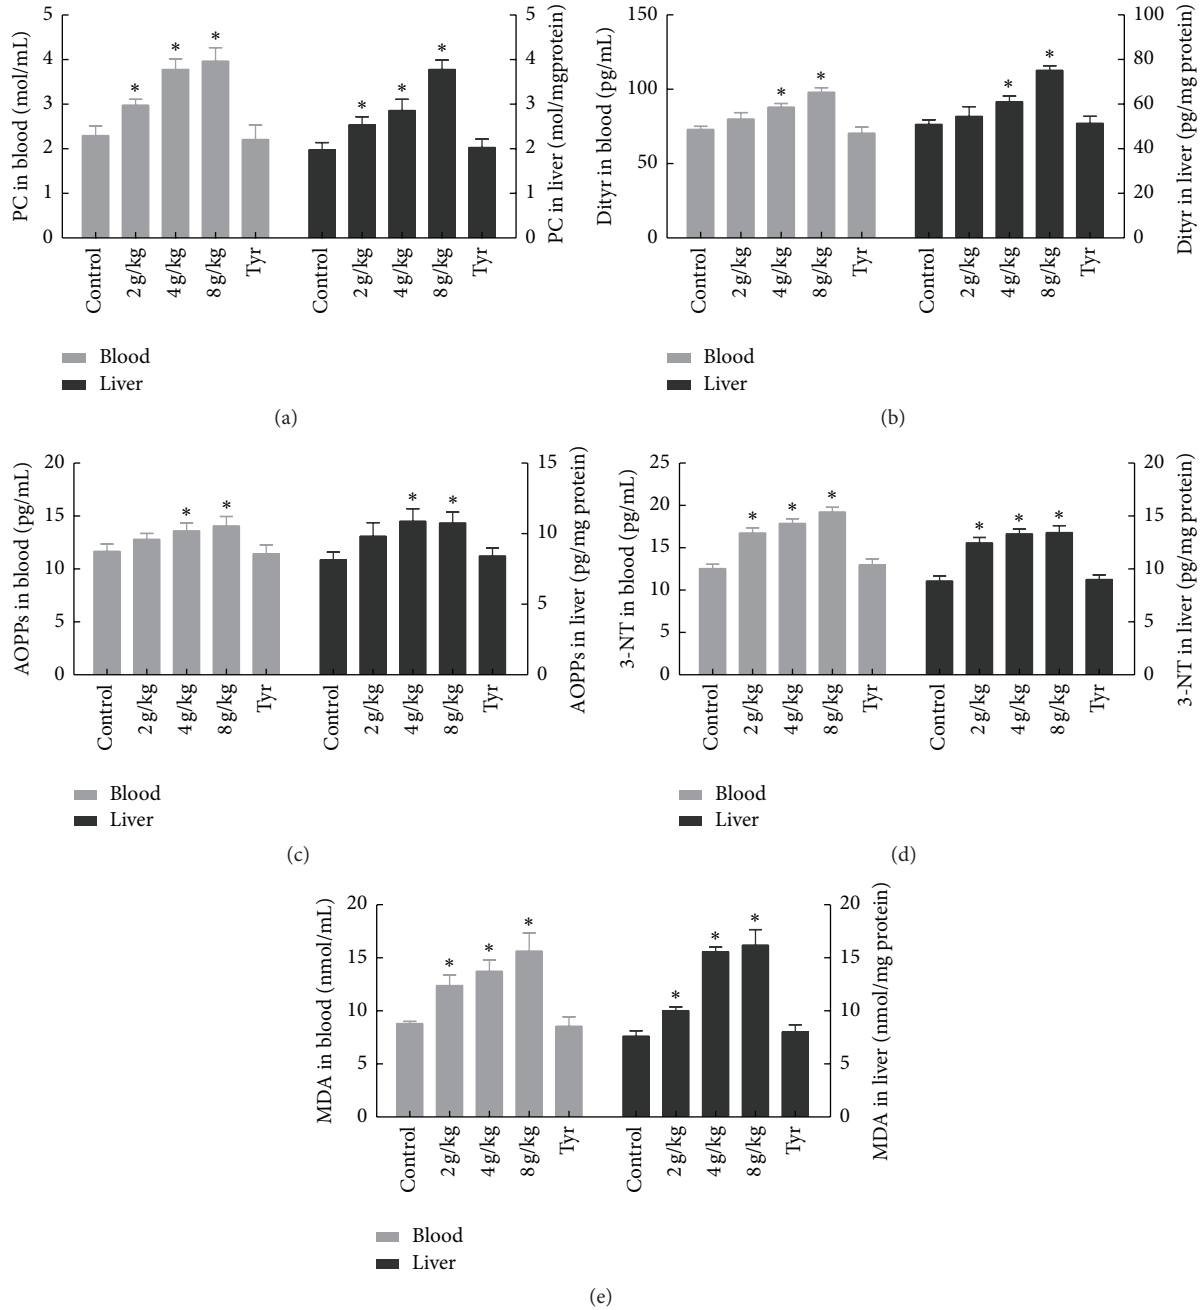 PC in blood (mol/mL)
5
4
3
2
1
0
Control
2 g/kg
4 g/kg
8 g/kg
Tyr
Control
2 g/kg
4 g/kg
8 g/kg
Tyr
* * * * * *
5
4
3
2
1
0
PC in liver (mol/mgprotein)
Blood
Liver
(a)
Dityr in blood (pg/mL)
150
100
50
0
Control
2 g/kg
4 g/kg
8 g/kg
Tyr
Control
2 g/kg
4 g/kg
8 g/kg
Tyr
* * * *
100
80
60
40
20
0
Dityr in liver (pg/mg protein)
Blood
Liver
(b)
AOPPs in blood (pg/mL)
20
15
10
5
0
Control
2 g/kg
4 g/kg
8 g/kg
Tyr
Control
2 g/kg
4 g/kg
8 g/kg
Tyr
* * * *
15
10
5
0
AOPPs in liver (pg/mg protein)
Blood
Liver
(c)
3-NT in blood (pg/mL)
25
20
15
10
5
0
Control
2 g/kg
4 g/kg
8 g/kg
Tyr
Control
2 g/kg
4 g/kg
8 g/kg
Tyr
* * * * * *
20
15
10
5
0
3-NT in liver (pg/mg protein)
Blood
Liver
(d)
MDA in blood (nmol/mL)
20
15
10
5
0
Control
2 g/kg
4 g/kg
8 g/kg
Tyr
Control
2 g/kg
4 g/kg
8 g/kg
Tyr
* * * * * *
20
15
10
5
0
MDA in liver (nmol/mg protein)
Blood
Liver
(e)